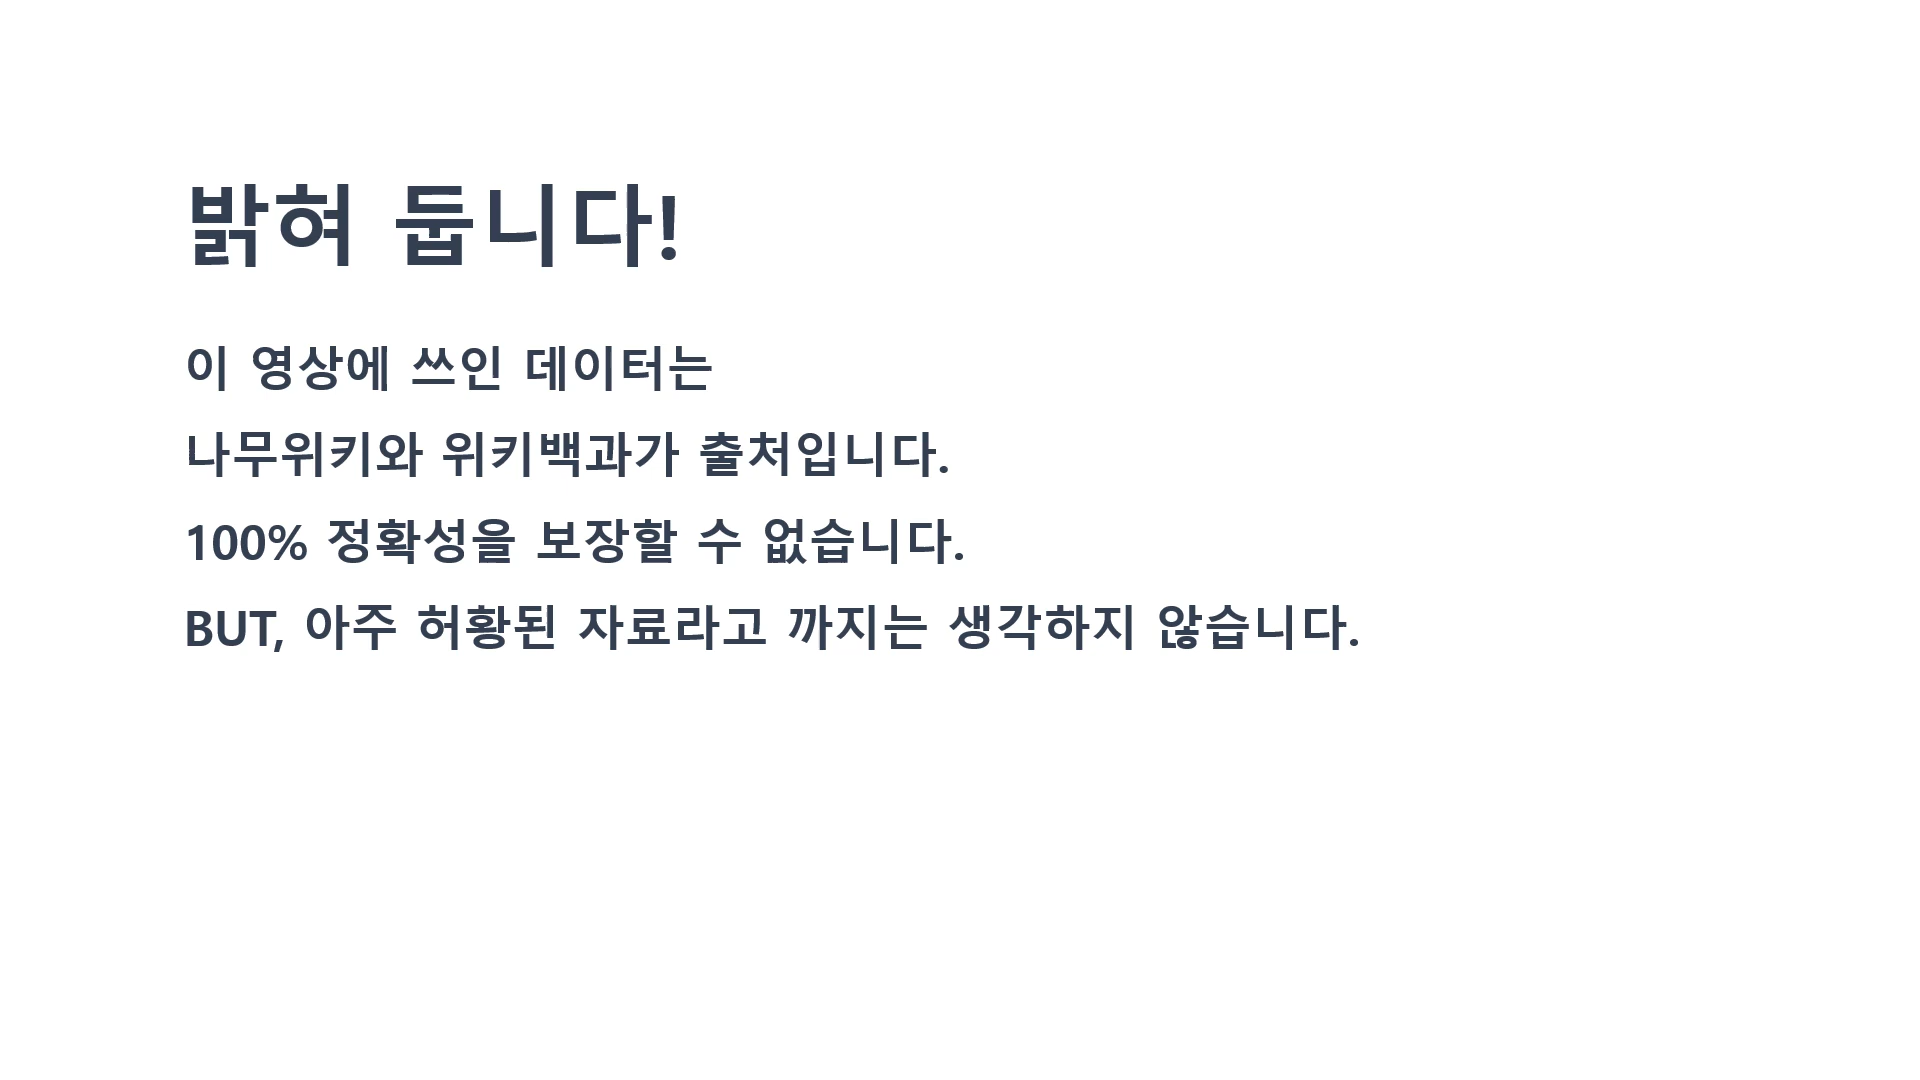 밝혀 둡니다!
이 영상에 쓰인 데이터는
나무위키와 위키백과가 출처입니다.
100% 정확성을 보장할 수 없습니다.
BUT, 아주 허황된 자료라고 까지는 생각하지 않습니다.